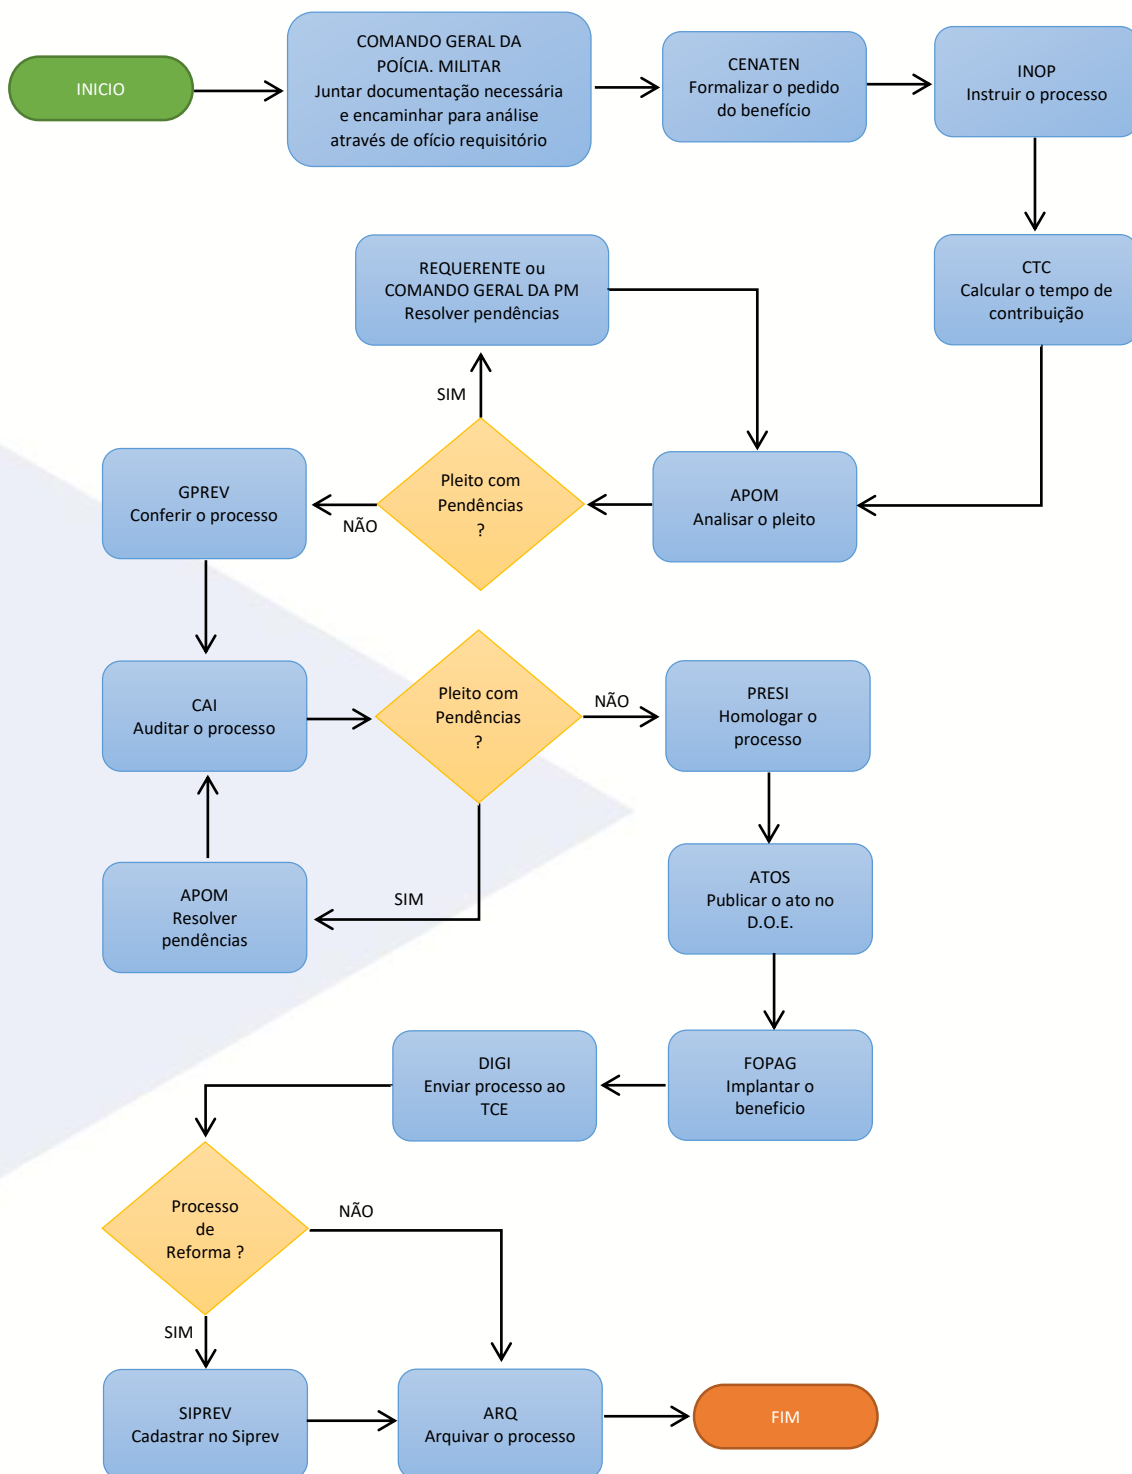 INICIO
COMANDO GERAL DA
POÍCIA. MILITAR
Juntar documentação necessária
e encaminhar para análise
através de ofício requisitório
CENATEN
Formalizar o pedido
do benefício
INOP
Instruir o processo
CTC
Calcular o tempo de
contribuição
REQUERENTE ou
COMANDO GERAL DA PM
Resolver pendências
SIM
APOM
Analisar o pleito
Pleito com
Pendências
?
NÃO
GPREV
Conferir o processo
CAI
Auditar o processo
Pleito com
Pendências
?
NÃO
PRESI
Homologar o
processo
SIM
APOM
Resolver
pendências
ATOS
Publicar o ato no
D.O.E.
FOPAG
Implantar o
beneficio
DIGI
Enviar processo ao
TCE
Processo
de
Reforma ?
NÃO
SIM
SIPREV
Cadastrar no Siprev
ARQ
Arquivar o processo
FIM